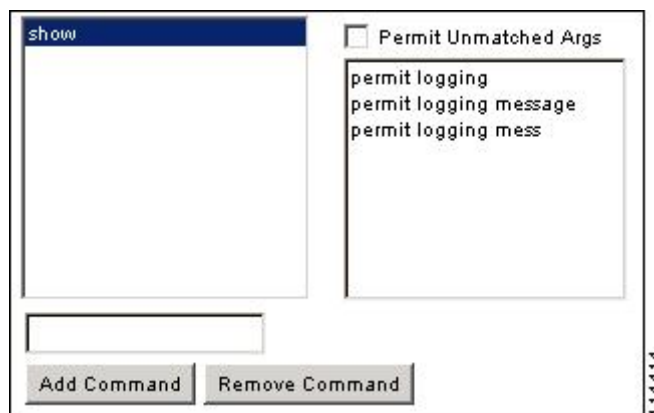 show
Permit Unmatched Args
permit logging
permit logging message
permit logging mess
Add Command
Remove Command